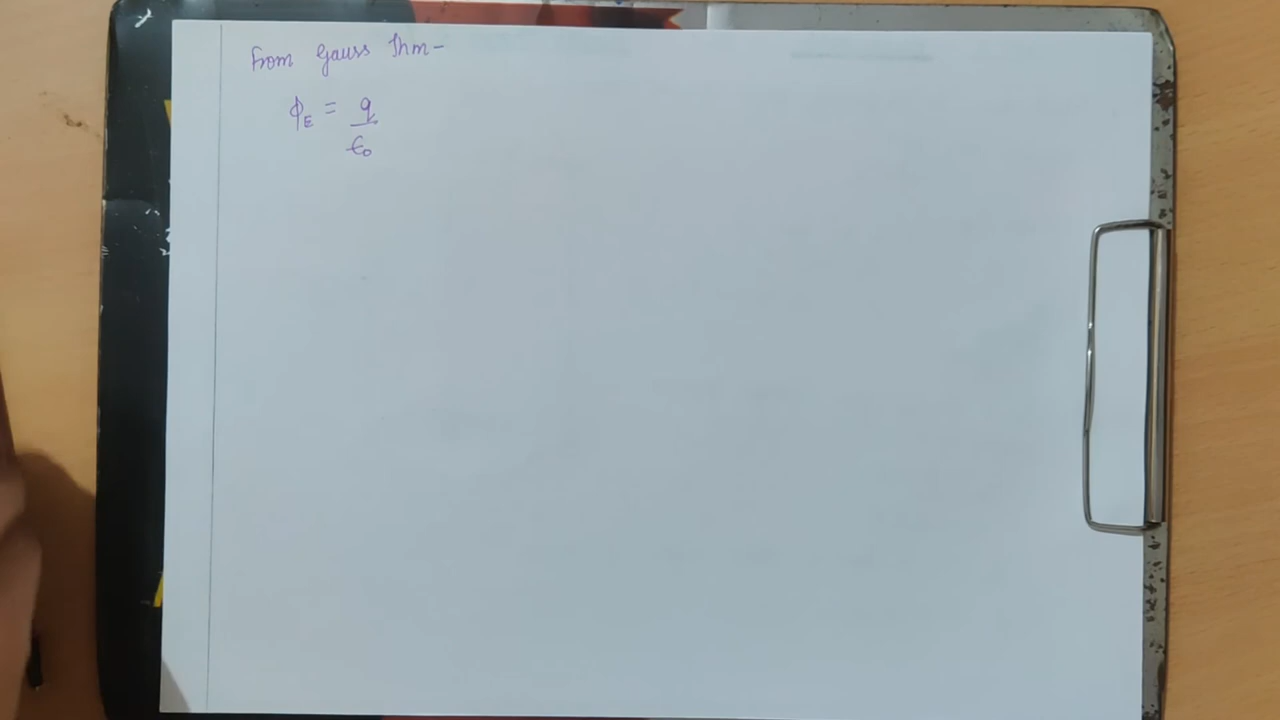 from Gauss Thm-
ϕE = q/ϵ0